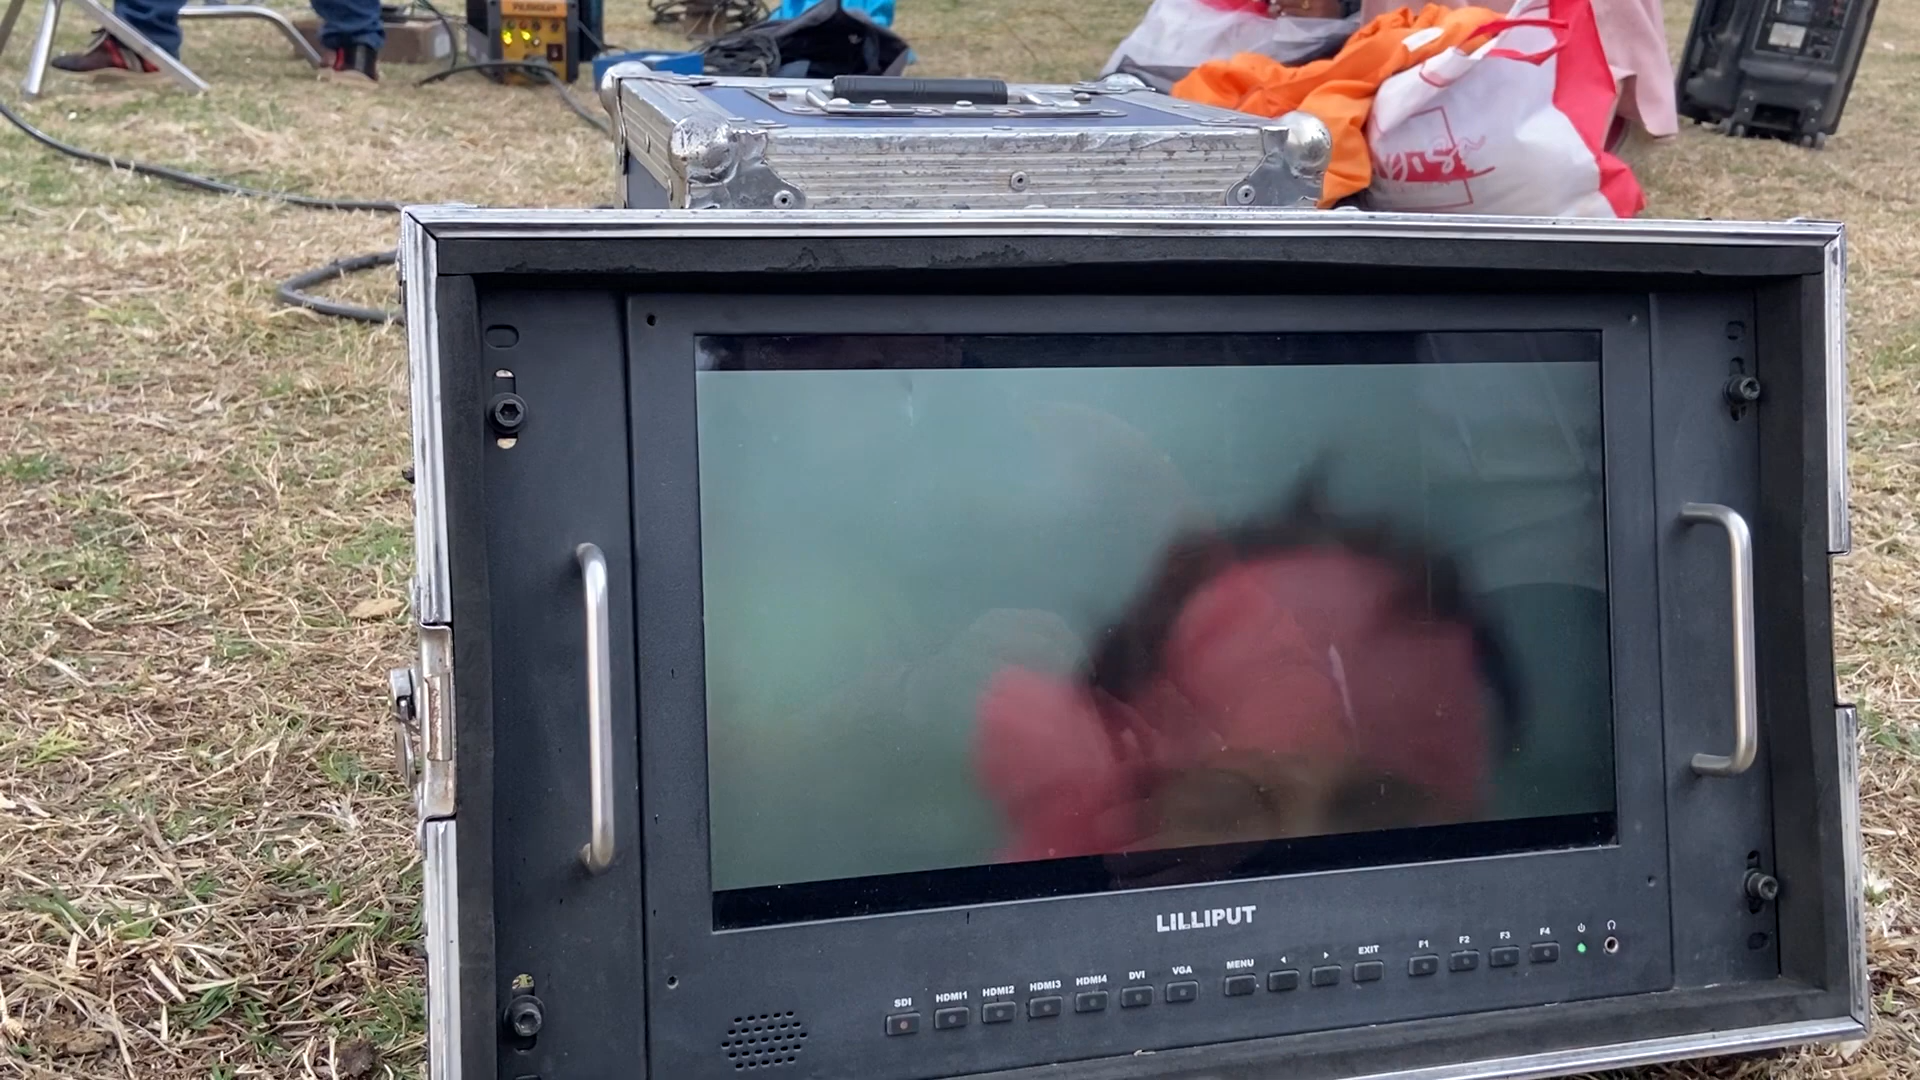 LILLIPUT
SDI HDMI1 HDMI2 HDMI3 HDMI4 DVI VGA MENU EXIT F1 F2 F3 F4